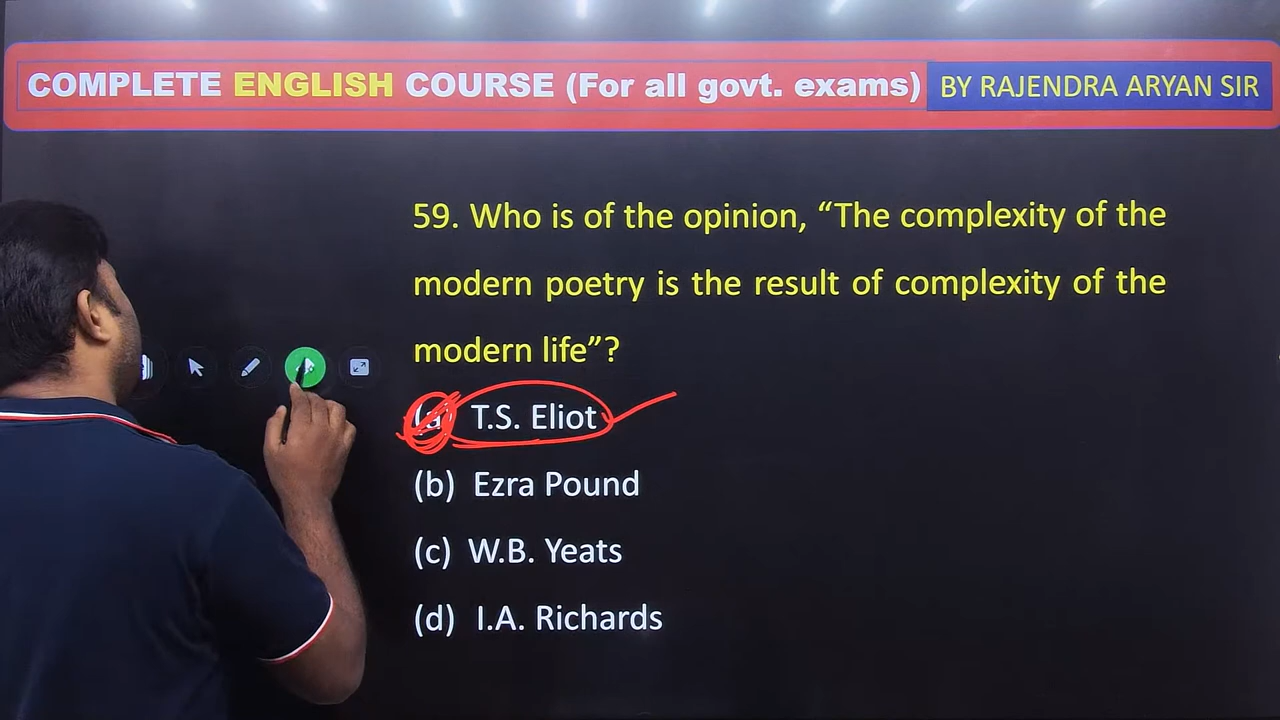 COMPLETE ENGLISH COURSE (For all govt. exams) BY RAJENDRA ARYAN SIR
59. Who is of the opinion, “The complexity of the
modern poetry is the result of complexity of the
modern life”?
(a) T.S. Eliot
(b) Ezra Pound
(c) W.B. Yeats
(d) I.A. Richards